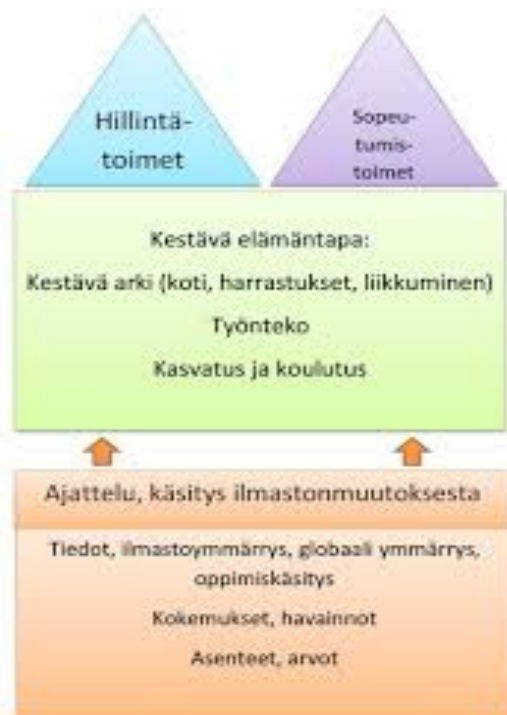 Hillintä-
toimet
Sopeu-
tumis-
toimet
Kestävä elämäntapa:
Kestävä arki (koti, harrastukset, liikkuminen)
Työnteko
Kasvatus ja koulutus
Ajattelu, käsitys ilmastonmuutoksesta
Tiedot, ilmastoymmärrys, globaali ymmärrys,
oppimiskäsitys
Kokemukset, havainnot
Asenteet, arvot